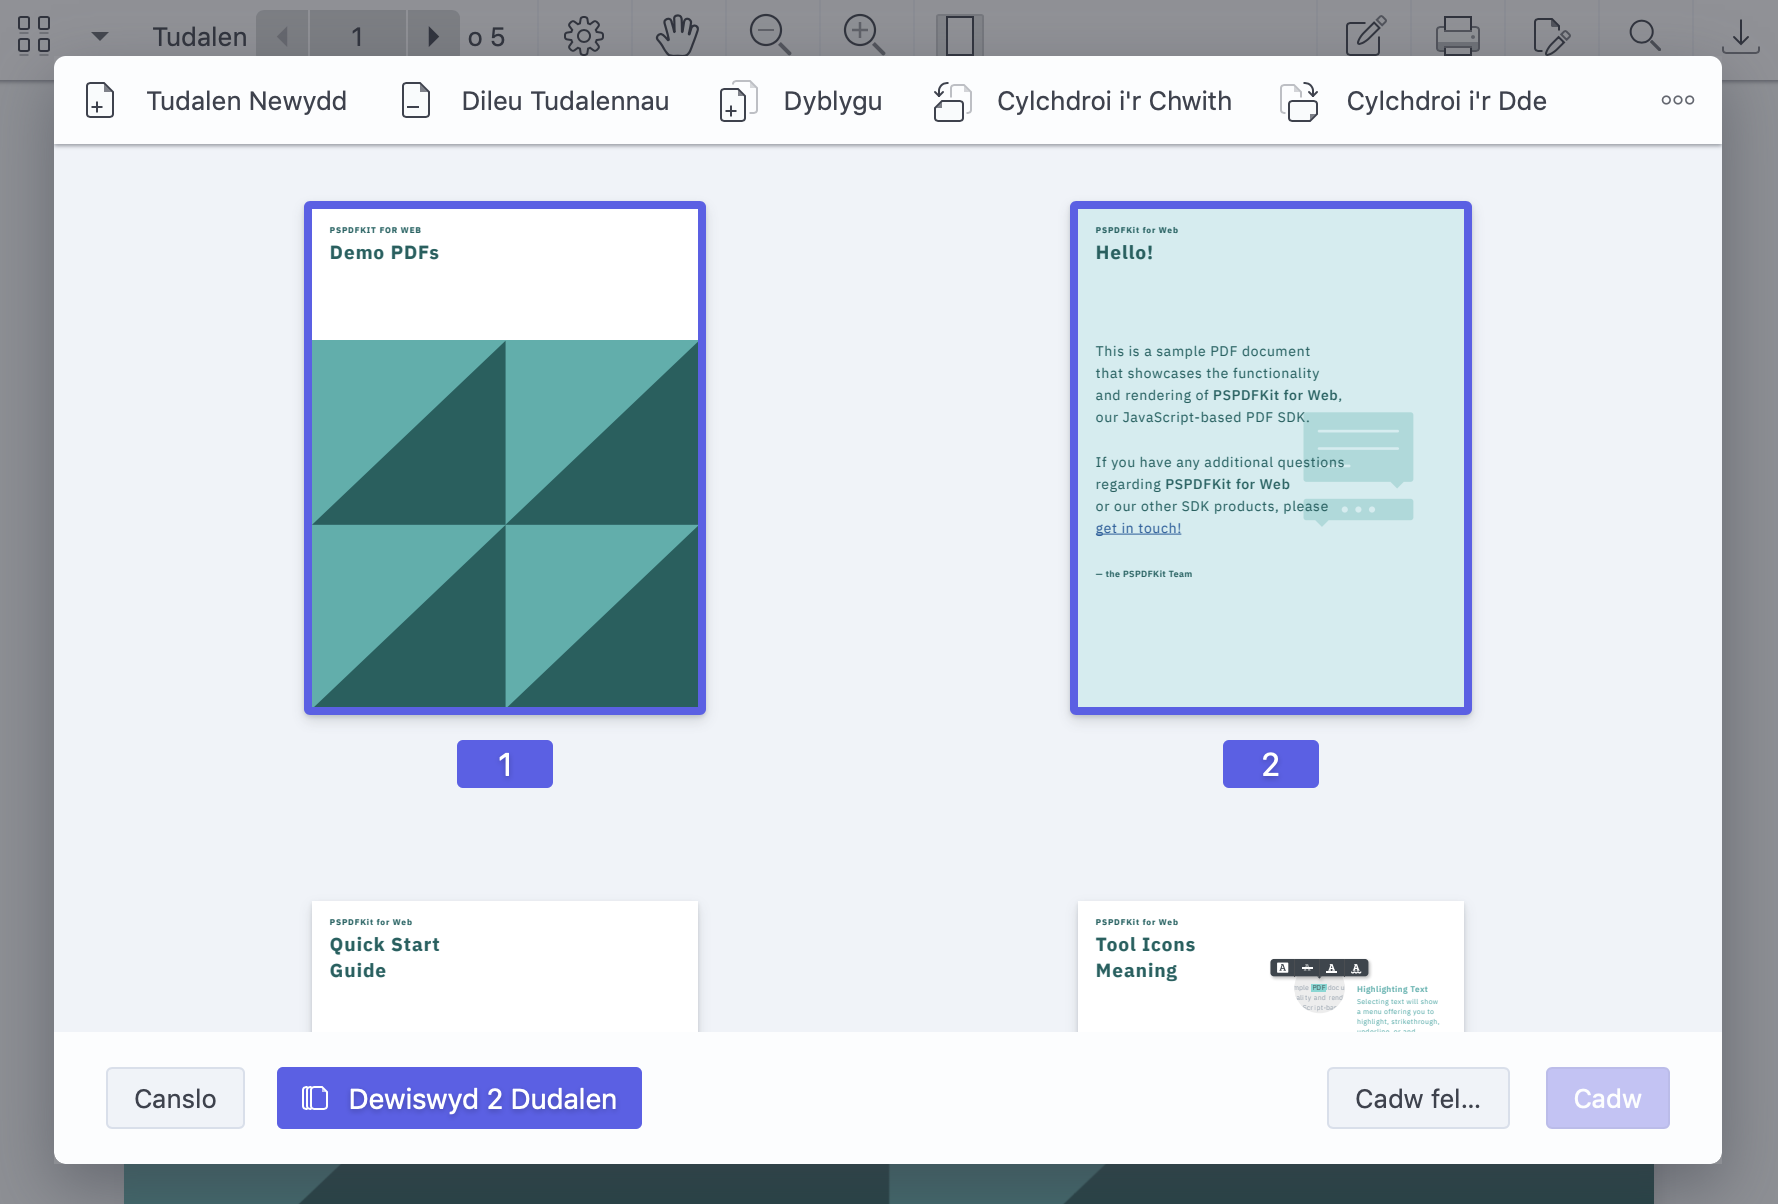 Tudalen 1 o 5
Tudalen Newydd Dileu Tudalennau Dyblygu Cylchdroi i'r Chwith Cylchdroi i'r Dde
PSPDFKIT FOR WEB
Demo PDFs
1
PSPDFKit for Web
Hello!
This is a sample PDF document
that showcases the functionality
and rendering of PSPDFKit for Web,
our JavaScript-based PDF SDK.
If you have any additional questions
regarding PSPDFKit for Web
or our other SDK products, please
get in touch!
— the PSPDFKit Team
2
PSPDFKit for Web
Quick Start
Guide
PSPDFKit for Web
Tool Icons
Meaning
A A A
PDF
ality and rend
Highlighting Text
Selecting text will show
a menu offering you to
highlight, strikethrough,
Canslo Dewiswyd 2 Dudalen Cadw fel... Cadw